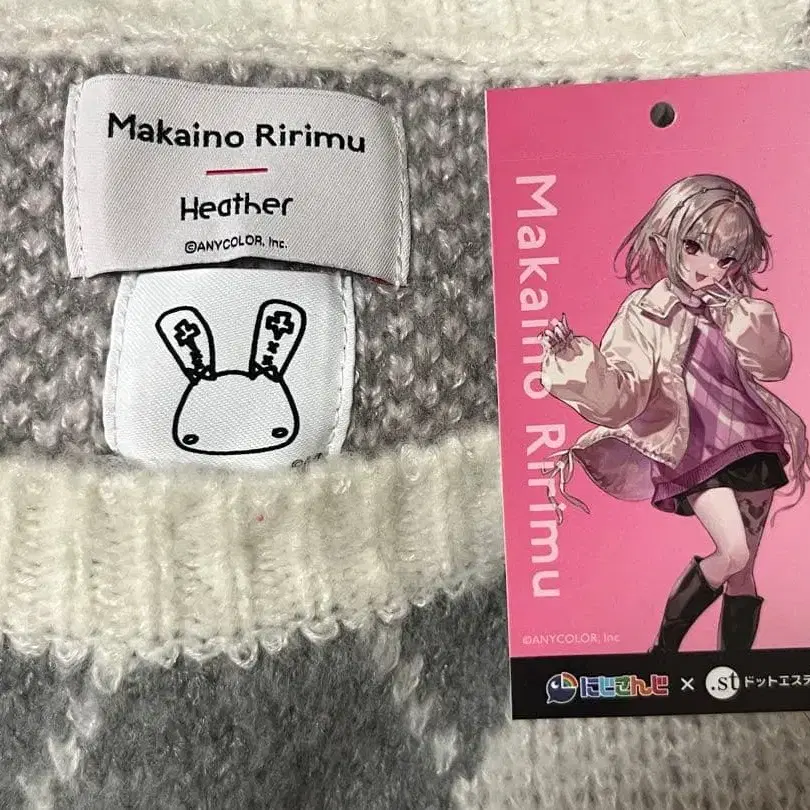 Makaino Ririmu
Heather
©ANYCOLOR, Inc.
Makaino Ririmu
©ANYCOLOR, Inc
にじさんじ × .st ドットエステ